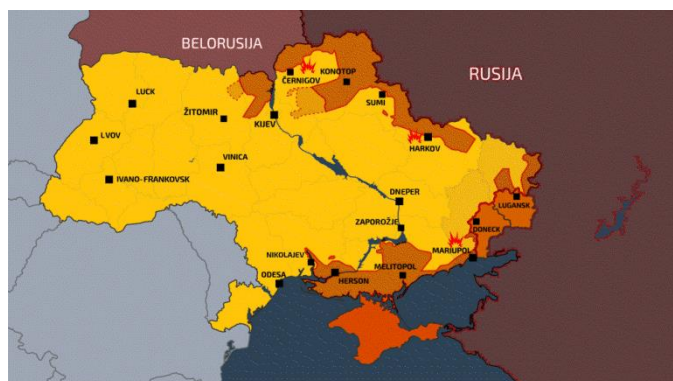 BELORUSIJA
RUSIJA
ČERNIGOV
KONOTOP
LUCK
SUMI
ŽITOMIR
KIJEV
LVOV
HARKOV
VINICA
IVANO-FRANKOVSK
DNEPER
LUGANSK
ZAPOROŽJE
DONECK
NIKOLAJEV
MARIUPOL
MELITOPOL
ODESA
HERSON